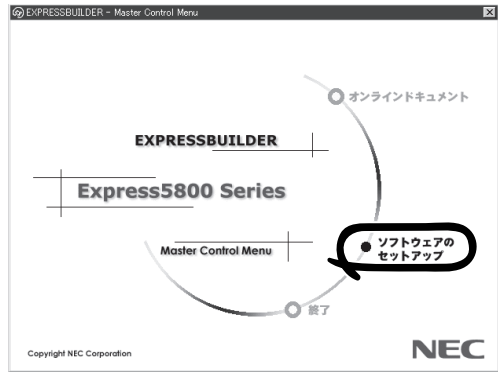 EXPRESSBUILDER - Master Control Menu
オンラインドキュメント
EXPRESSBUILDER
Express5800 Series
ソフトウェアの
セットアップ
Master Control Menu
終了
Copyright NEC Corporation
NEC